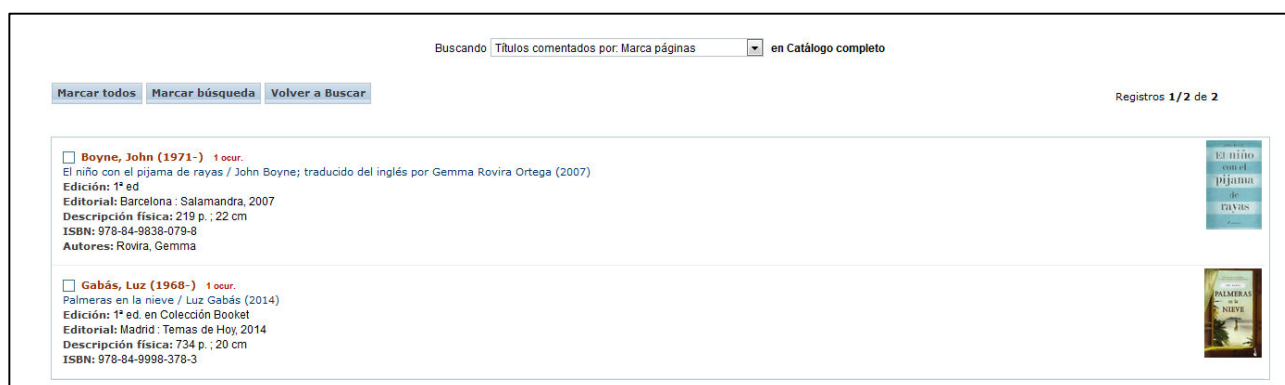 Buscando Títulos comentados por: Marca páginas en Catálogo completo
Marcar todos Marcar búsqueda Volver a Buscar
Registros 1/2 de 2
Boyne, John (1971-) 1 ocur.
El niño con el pijama de rayas / John Boyne; traducido del inglés por Gemma Rovira Ortega (2007)
Edición: 1ª ed
Editorial: Barcelona : Salamandra, 2007
Descripción física: 219 p. ; 22 cm
ISBN: 978-84-9838-079-8
Autores: Rovira, Gemma
El niño
con el
pijama
de
rayas
Gabás, Luz (1968-) 1 ocur.
Palmeras en la nieve / Luz Gabás (2014)
Edición: 1ª ed. en Colección Booket
Editorial: Madrid : Temas de Hoy, 2014
Descripción física: 734 p. ; 20 cm
ISBN: 978-84-9998-378-3
PALMERAS
en la
NIEVE